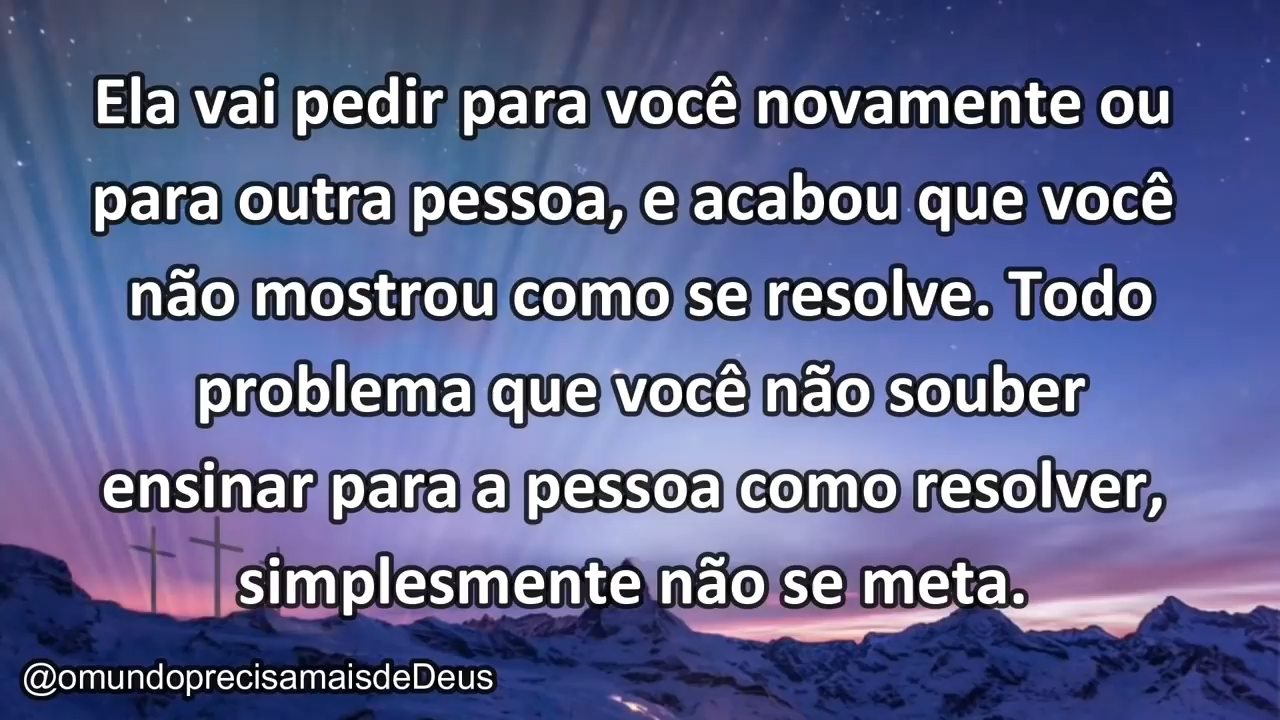 Ela vai pedir para você novamente ou
para outra pessoa, e acabou que você
não mostrou como se resolve. Todo
problema que você não souber
ensinar para a pessoa como resolver,
simplesmente não se meta.
@omundoprecisamaisdeDeus